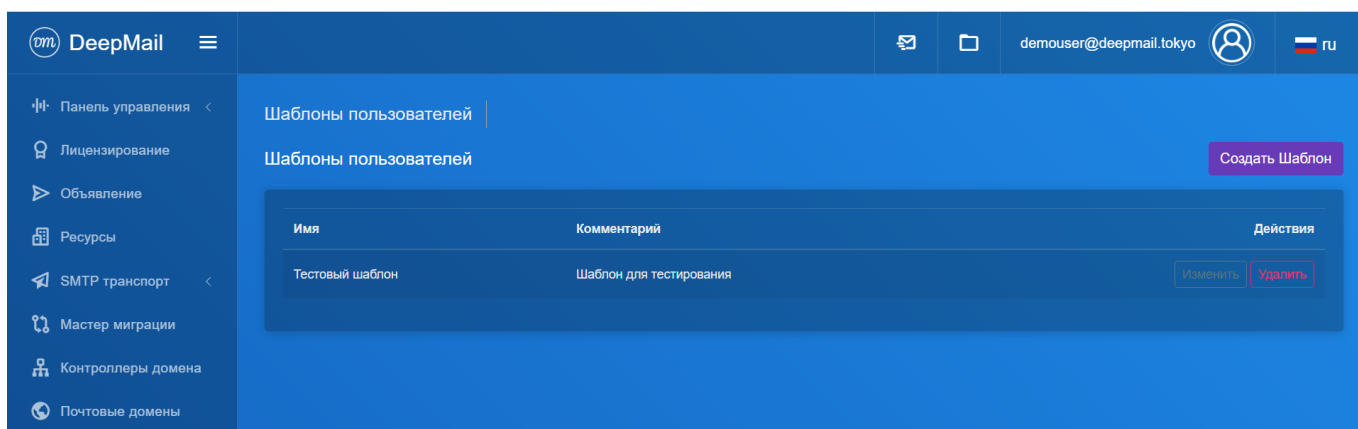 DeepMail
demouser@deepmail.tokyo
ru
Панель управления
Лицензирование
Объявление
Ресурсы
SMTP транспорт
Мастер миграции
Контроллеры домена
Почтовые домены
Шаблоны пользователей
Шаблоны пользователей
Создать Шаблон
Имя Комментарий Действия
Тестовый шаблон Шаблон для тестирования Изменить Удалить